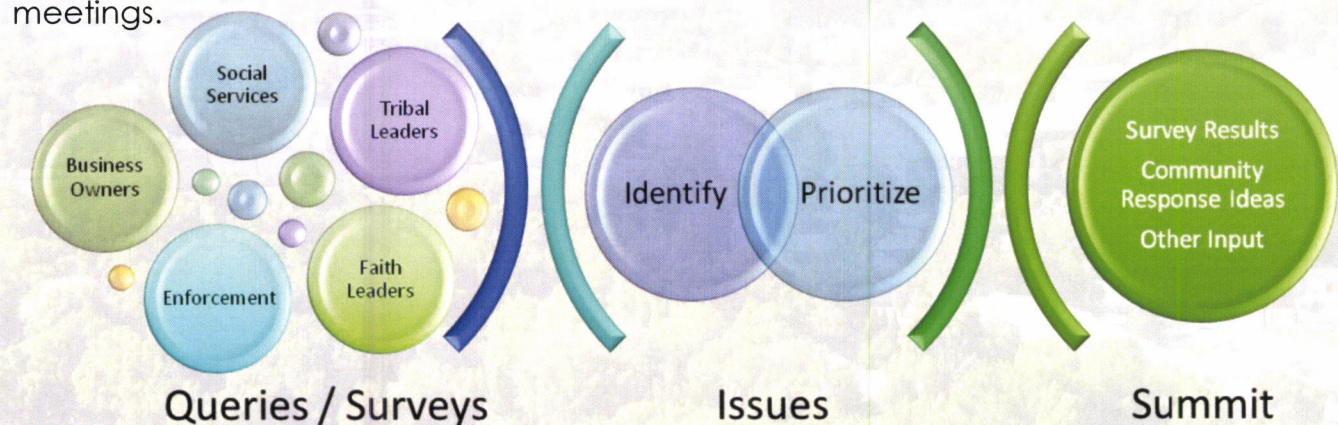 meetings.
Social
Services
Tribal
Leaders
Business
Owners
Enforcement
Faith
Leaders
Identify
Prioritize
Survey Results
Community
Response Ideas
Other Input
Queries / Surveys
Issues
Summit